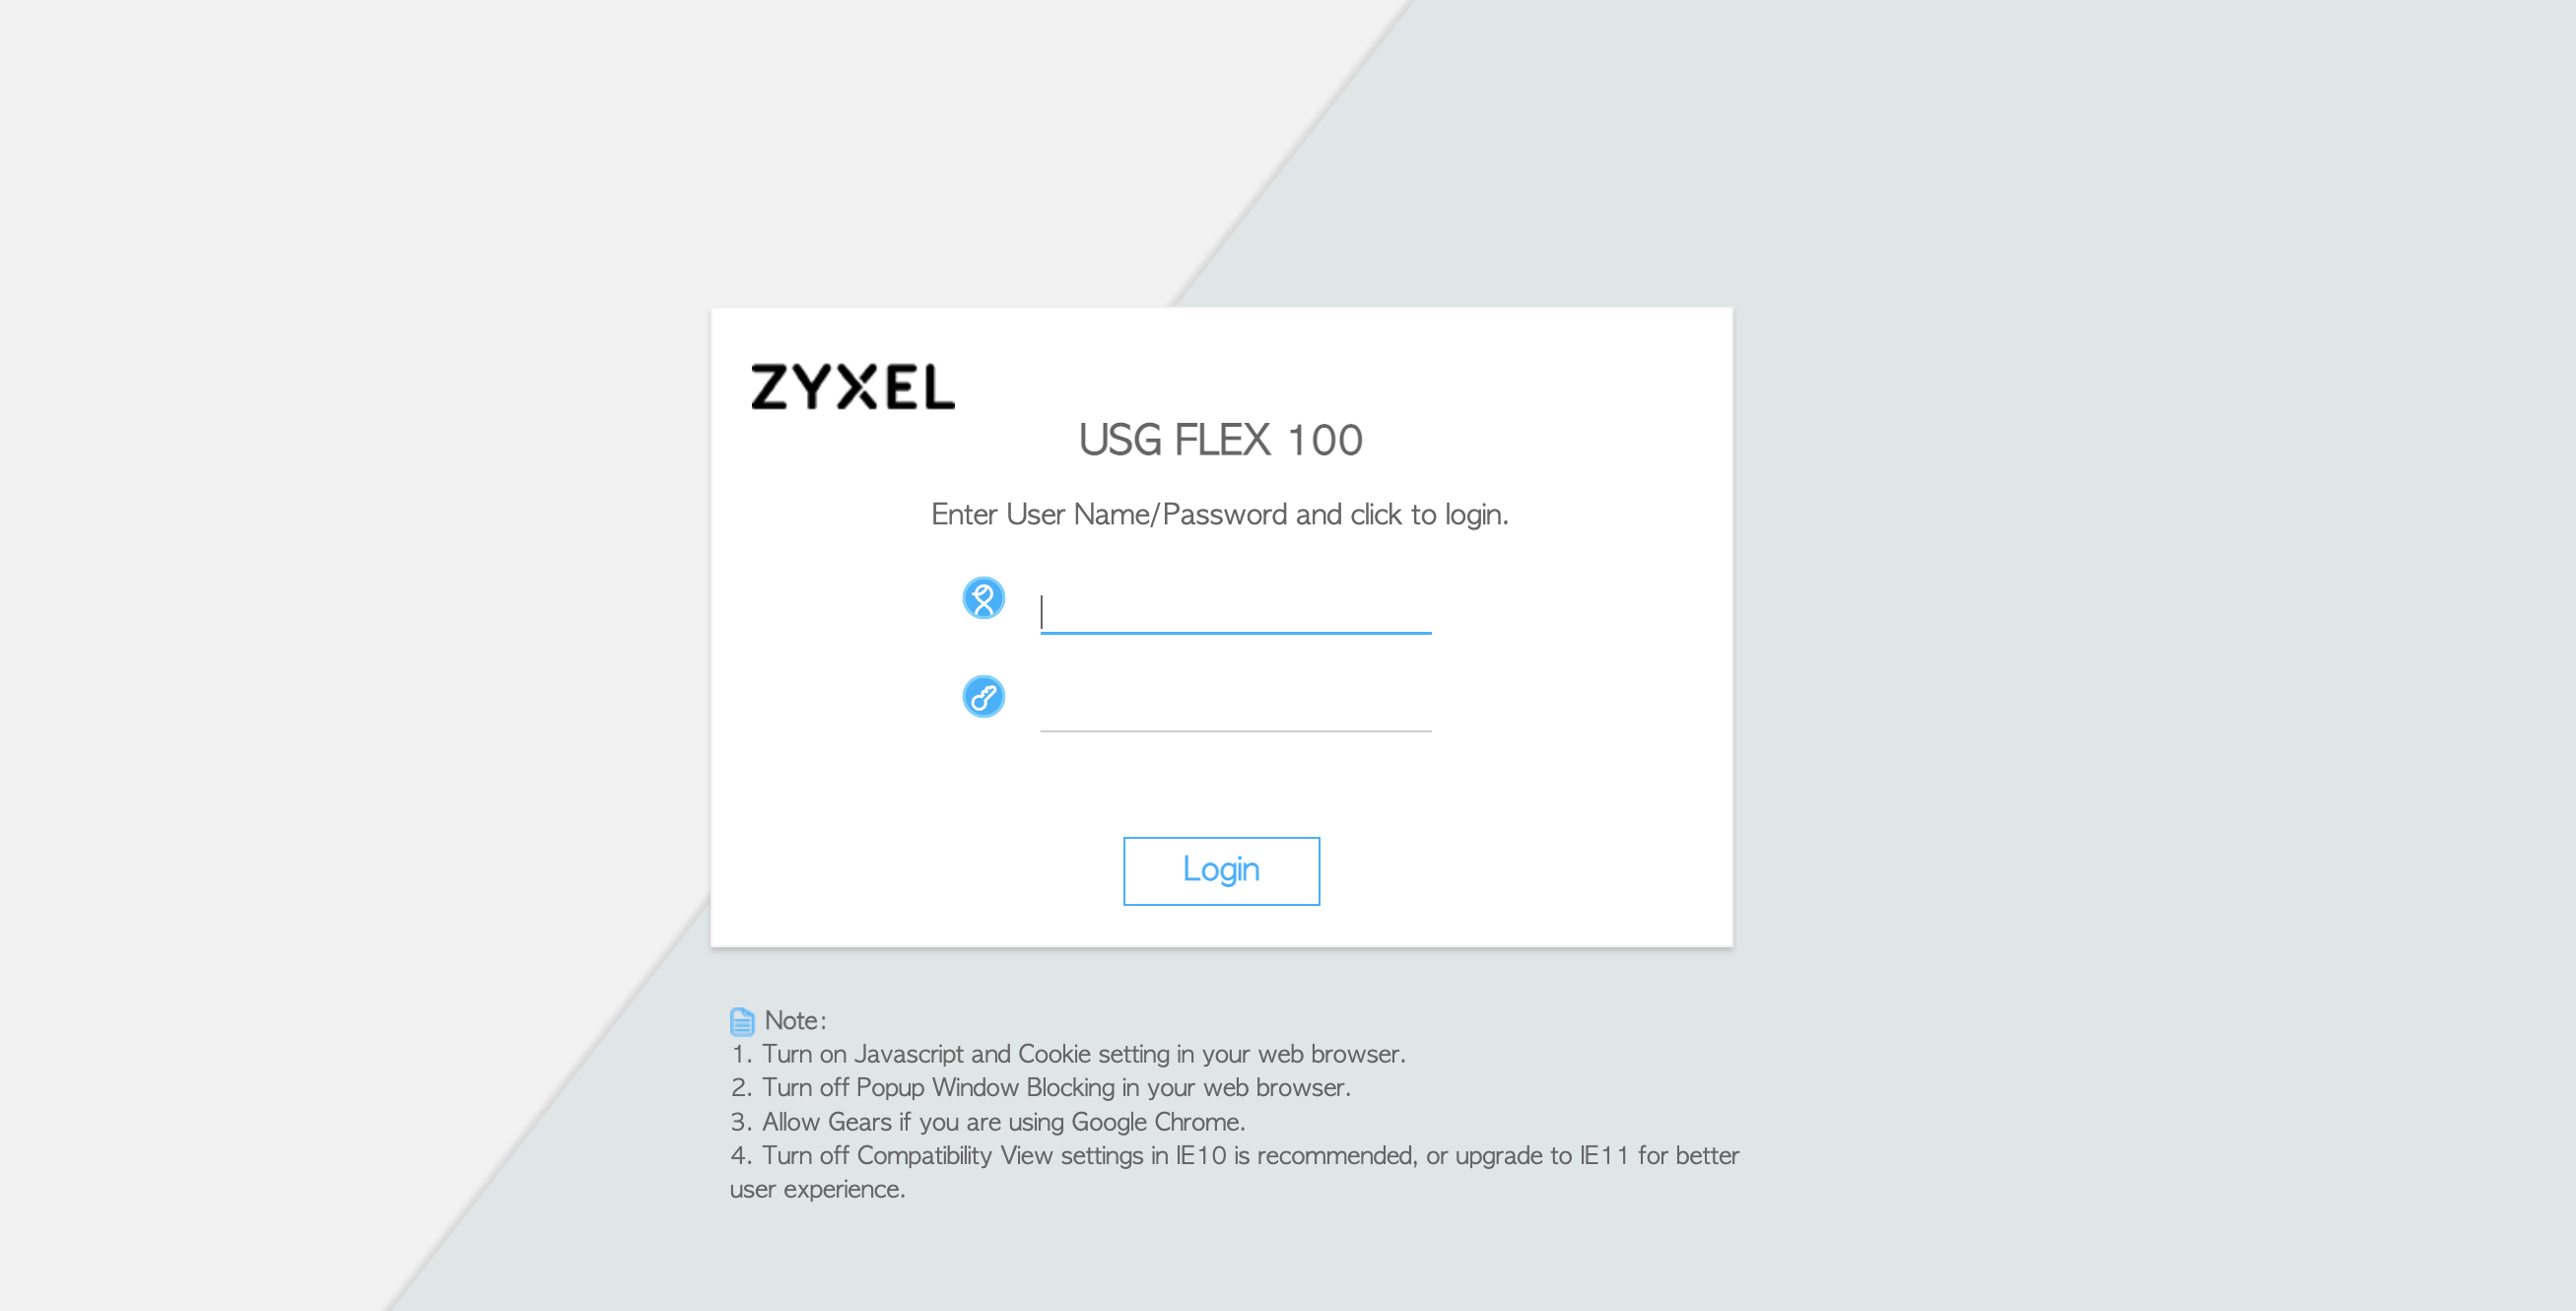 ZYXEL
USG FLEX 100
Enter User Name/Password and click to login.
Login
Note:
1. Turn on Javascript and Cookie setting in your web browser.
2. Turn off Popup Window Blocking in your web browser.
3. Allow Gears if you are using Google Chrome.
4. Turn off Compatibility View settings in IE10 is recommended, or upgrade to IE11 for better
user experience.